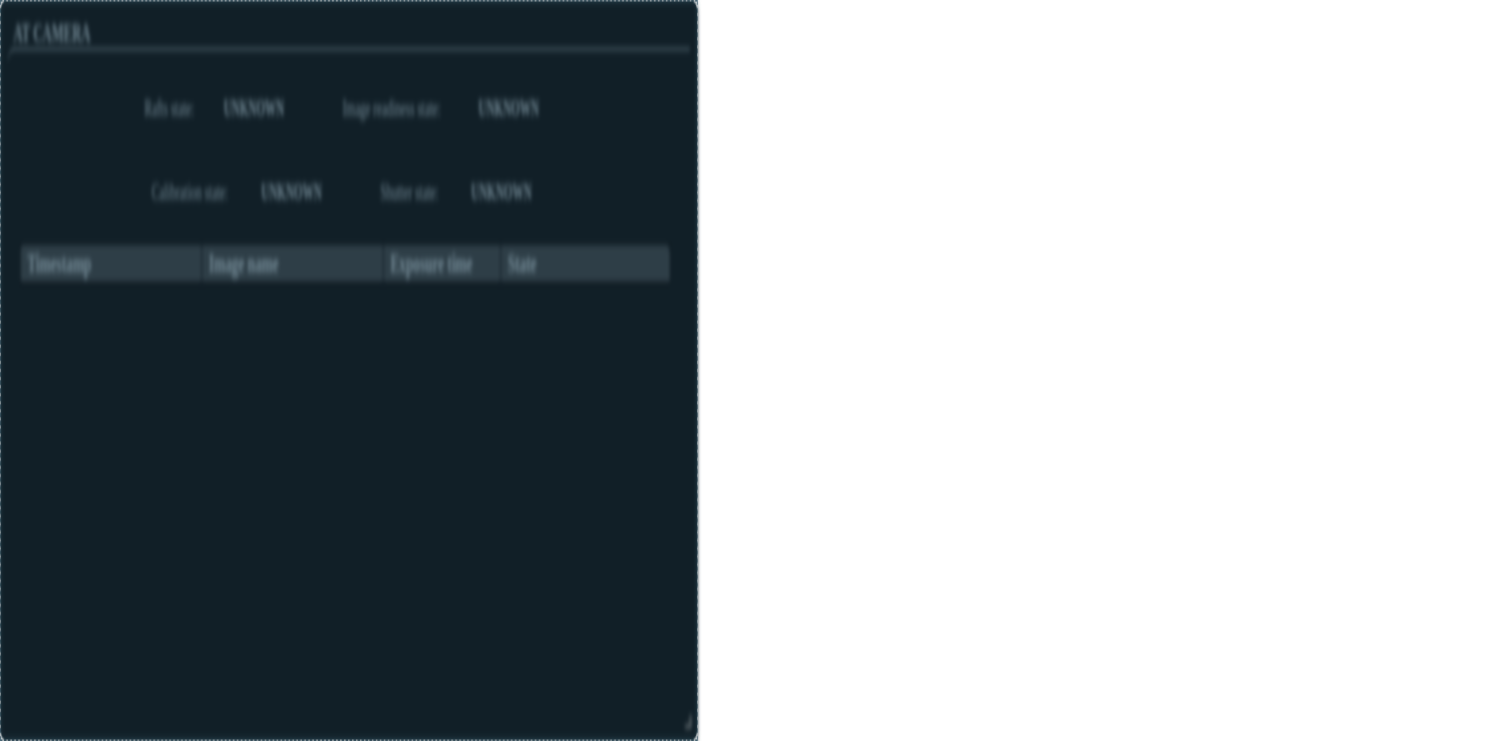 AT CAMERA
Rafts state UNKNOWN Image readiness state UNKNOWN
Calibration state UNKNOWN Shutter state UNKNOWN
Timestamp Image name Exposure time State